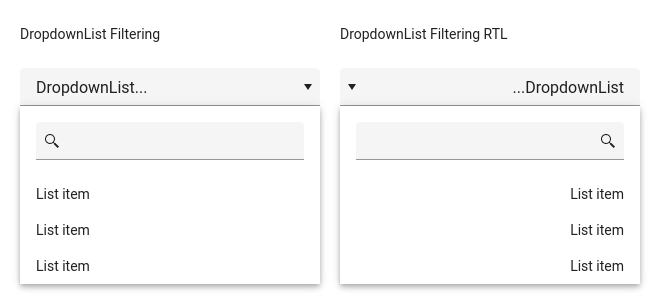 DropdownList Filtering
DropdownList...
List item
List item
List item
DropdownList Filtering RTL
...DropdownList
List item
List item
List item